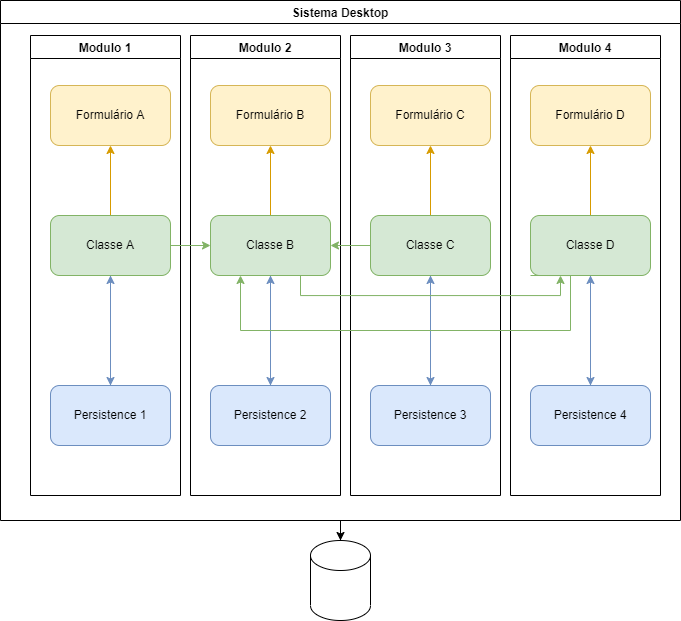 Sistema Desktop
Modulo 1
Modulo 2
Modulo 3
Modulo 4
Formulário A
Formulário B
Formulário C
Formulário D
Classe A
Classe B
Classe C
Classe D
Persistence 1
Persistence 2
Persistence 3
Persistence 4